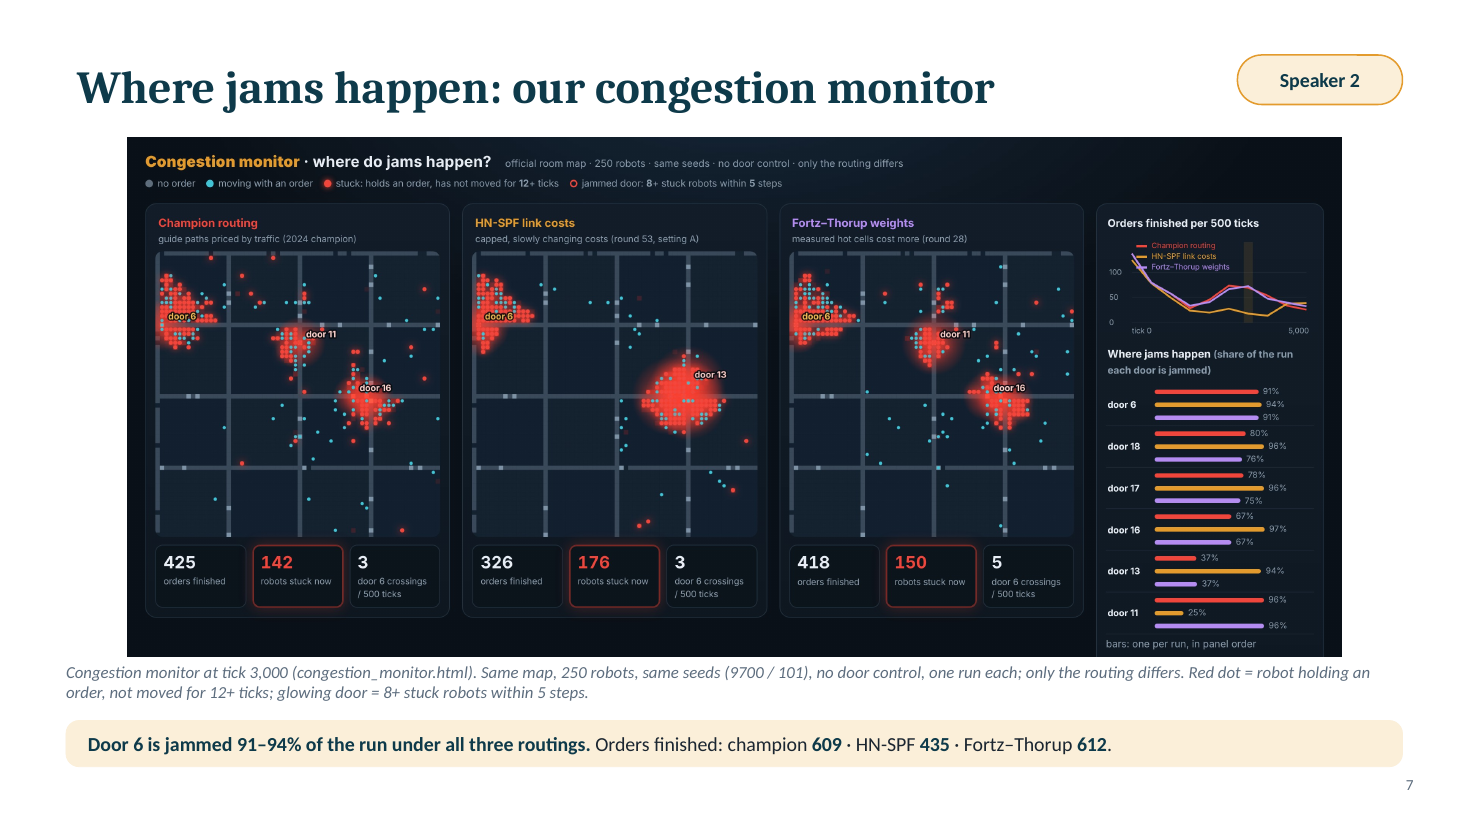 Where jams happen: our congestion monitor
Speaker 2
Congestion monitor · where do jams happen? official room map · 250 robots · same seeds · no door control · only the routing differs
no order moving with an order stuck: holds an order, has not moved for 12+ ticks jammed door: 8+ stuck robots within 5 steps
Champion routing
guide paths priced by traffic (2024 champion)
door 6
door 11
door 16
425
orders finished
142
robots stuck now
3
door 6 crossings
/ 500 ticks
HN-SPF link costs
capped, slowly changing costs (round 53, setting A)
door 6
door 13
326
orders finished
176
robots stuck now
3
door 6 crossings
/ 500 ticks
Fortz–Thorup weights
measured hot cells cost more (round 28)
door 6
door 11
door 16
418
orders finished
150
robots stuck now
5
door 6 crossings
/ 500 ticks
Orders finished per 500 ticks
Champion routing
HN-SPF link costs
Fortz–Thorup weights
100
50
0
tick 0 5,000
Where jams happen (share of the run
each door is jammed)
91%
door 6 94%
91%
80%
door 18 96%
76%
78%
door 17 96%
75%
67%
door 16 97%
67%
37%
door 13 94%
37%
96%
door 11 25%
96%
bars: one per run, in panel order
Congestion monitor at tick 3,000 (congestion_monitor.html). Same map, 250 robots, same seeds (9700 / 101), no door control, one run each; only the routing differs. Red dot = robot holding an
order, not moved for 12+ ticks; glowing door = 8+ stuck robots within 5 steps.
Door 6 is jammed 91–94% of the run under all three routings. Orders finished: champion 609 · HN-SPF 435 · Fortz–Thorup 612.
7